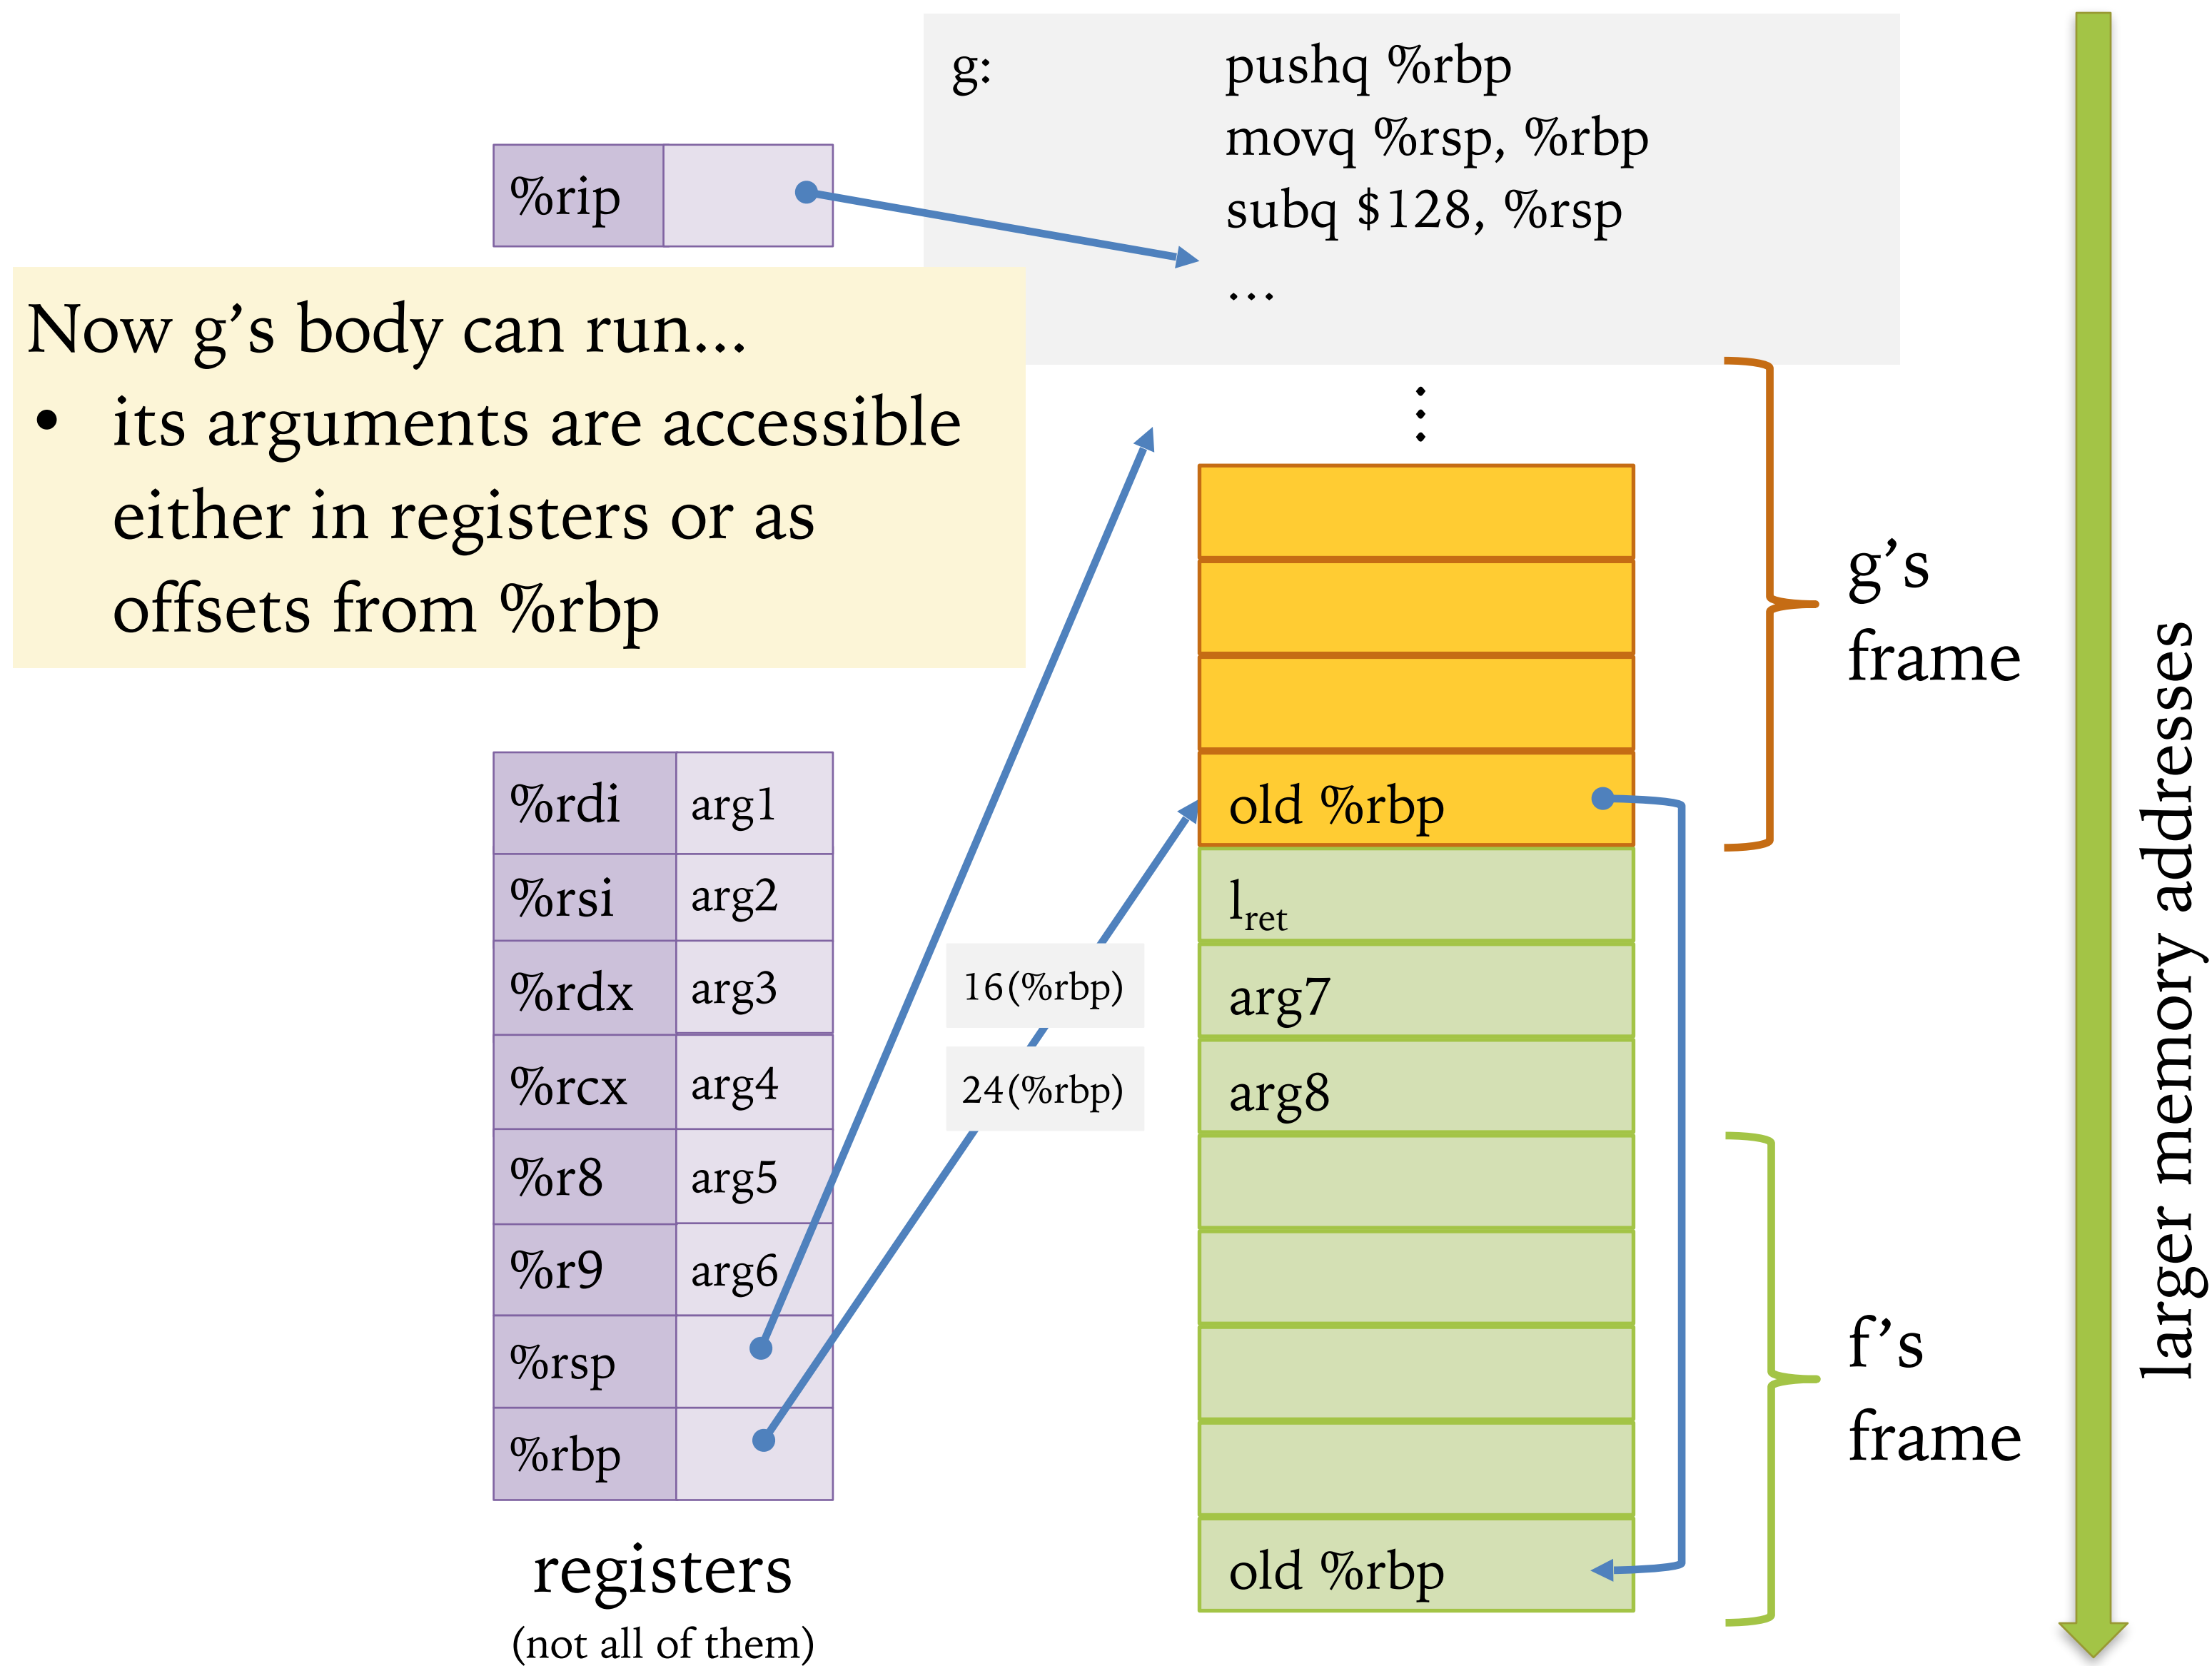 g: pushq %rbp
movq %rsp, %rbp
subq $128, %rsp
...
%rip
Now g's body can run...
• its arguments are accessible
either in registers or as
offsets from %rbp
%rdi arg1
%rsi arg2
%rdx arg3
%rcx arg4
%r8 arg5
%r9 arg6
%rsp
%rbp
registers
(not all of them)
16(%rbp)
24(%rbp)
⋮
old %rbp
lret
arg7
arg8
old %rbp
g's
frame
f's
frame
larger memory addresses